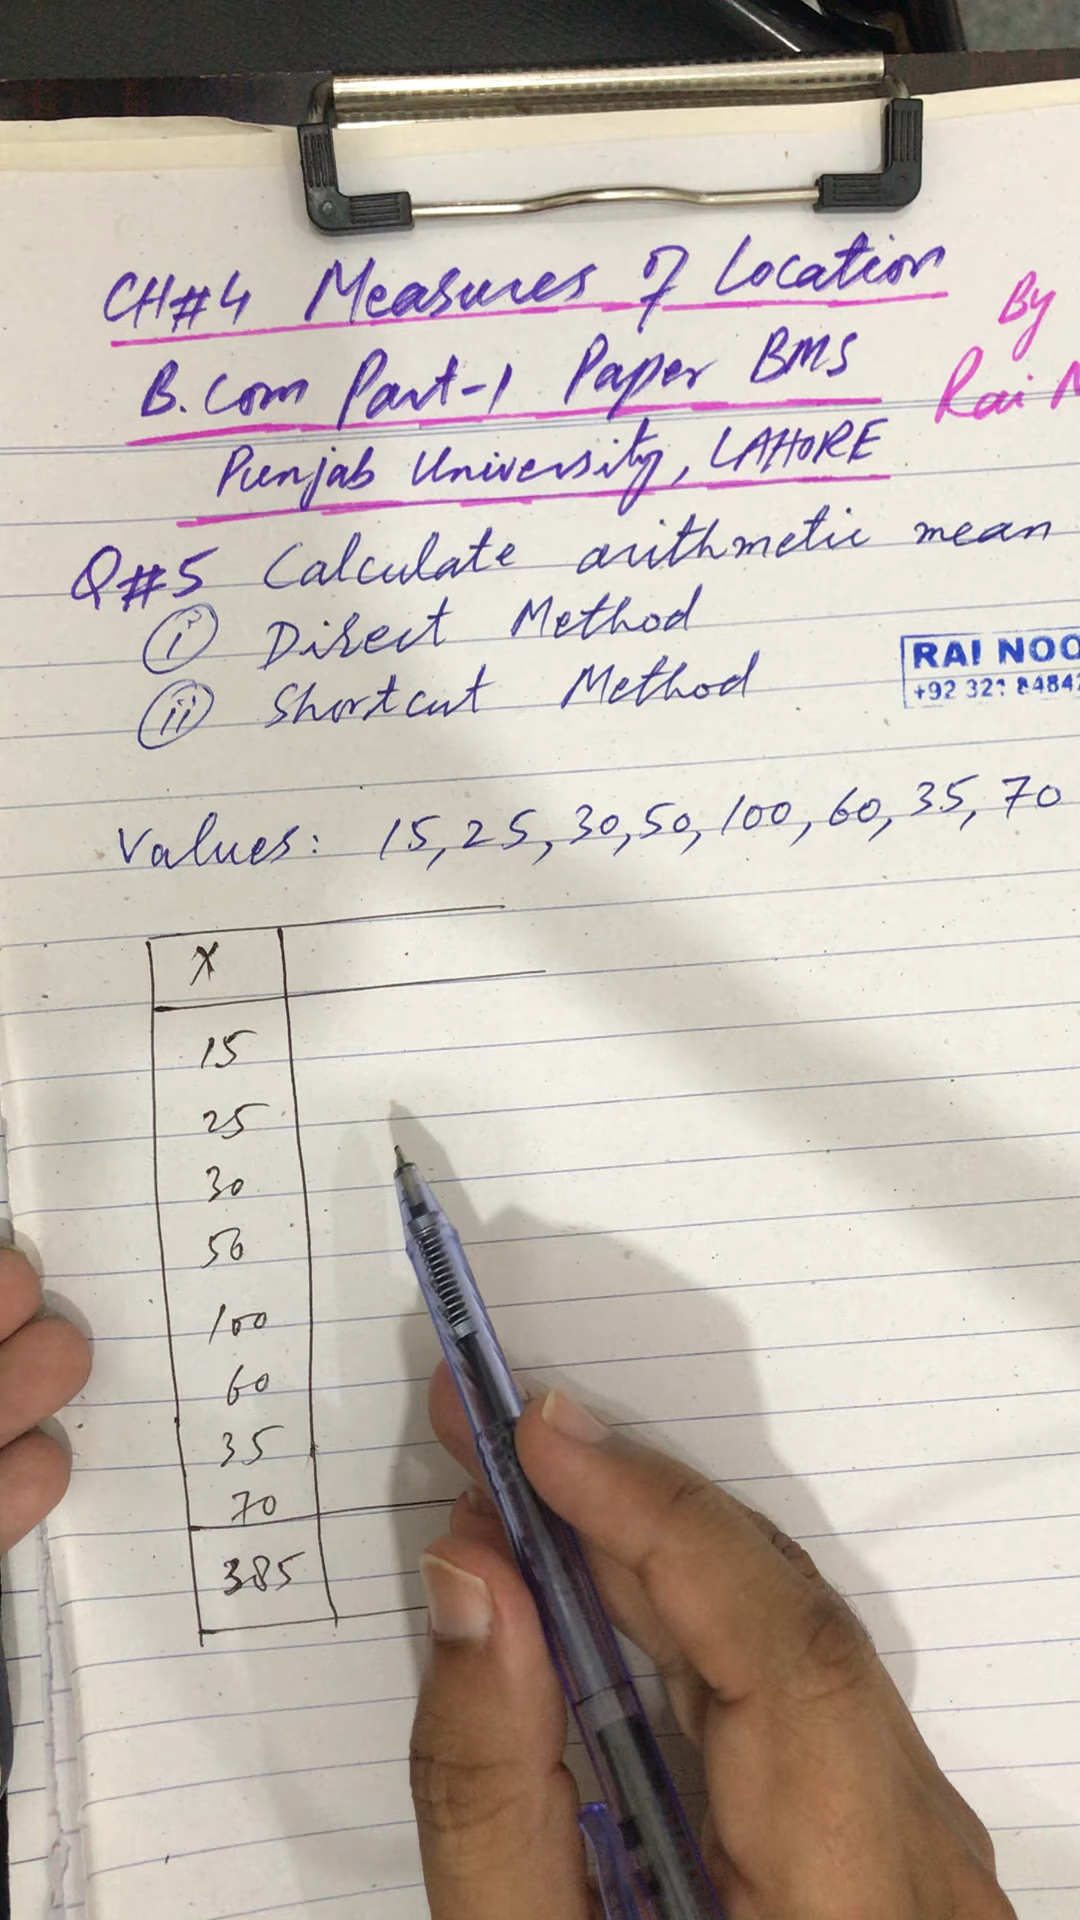 CH#4 Measures of Location
B.Com Part-1 Paper BMS
Punjab University, LAHORE
By
Rai
Q#5 Calculate arithmetic mean
(i) Direct Method
(ii) Shortcut Method
RAI NOO
+92 321 8484
Values: 15, 25, 30, 50, 100, 60, 35, 70
X
15
25
30
50
100
60
35
70
385